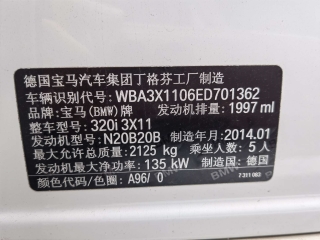 德国宝马汽车集团丁格芬工厂制造
车辆识别代号: WBA3X1106ED701362
品牌: 宝马(BMW)牌 发动机排量: 1997 ml
整车型号: 320i 3X11
发动机型号: N20B20B 制造年月: 2014.01
最大允许总质量: 2125 kg 乘坐人数: 5人
发动机最大净功率: 135 kW 制造国: 德国
颜色代码/色圈: A96/ 0 7 311 063